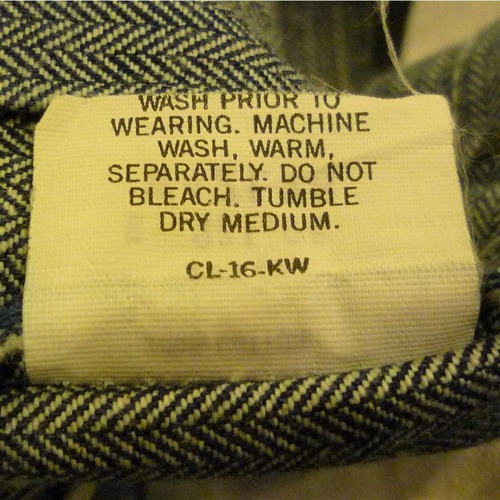 WASH PRIOR TO
WEARING. MACHINE
WASH, WARM,
SEPARATELY. DO NOT
BLEACH. TUMBLE
DRY MEDIUM.
CL-16-KW